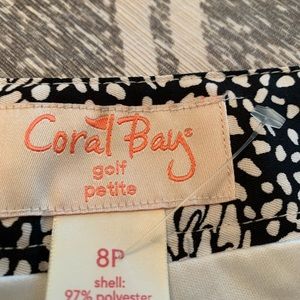 Coral Bay®
golf
petite
8P
shell:
97% polyester